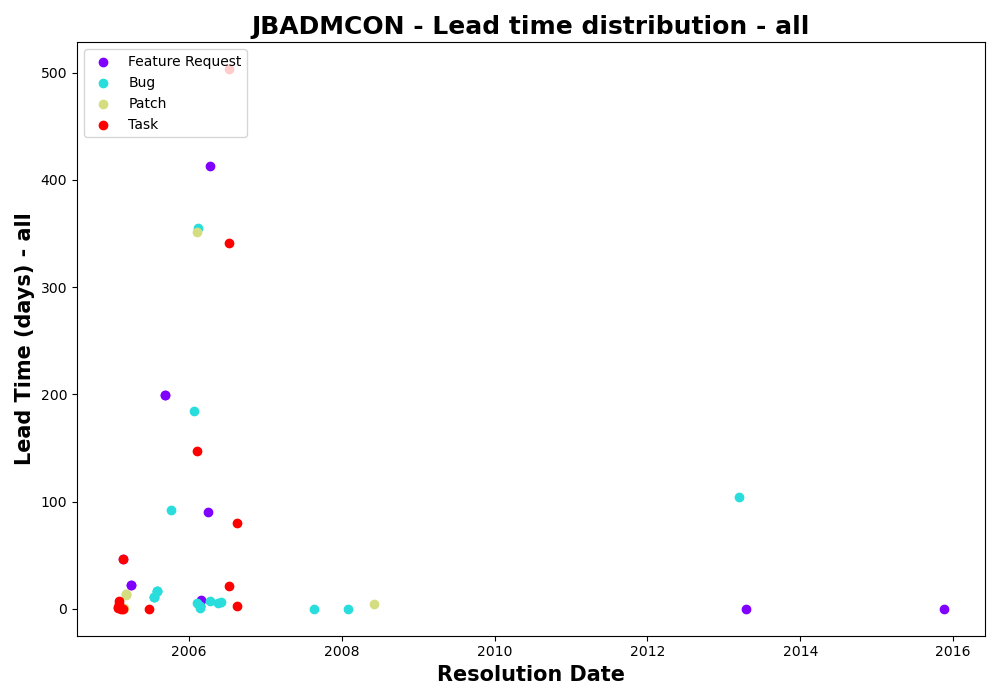 JBADMCON - Lead time distribution - all
Feature Request
Bug
Patch
Task
500
400
300
200
100
0
Lead Time (days) - all
2006 2008 2010 2012 2014 2016
Resolution Date